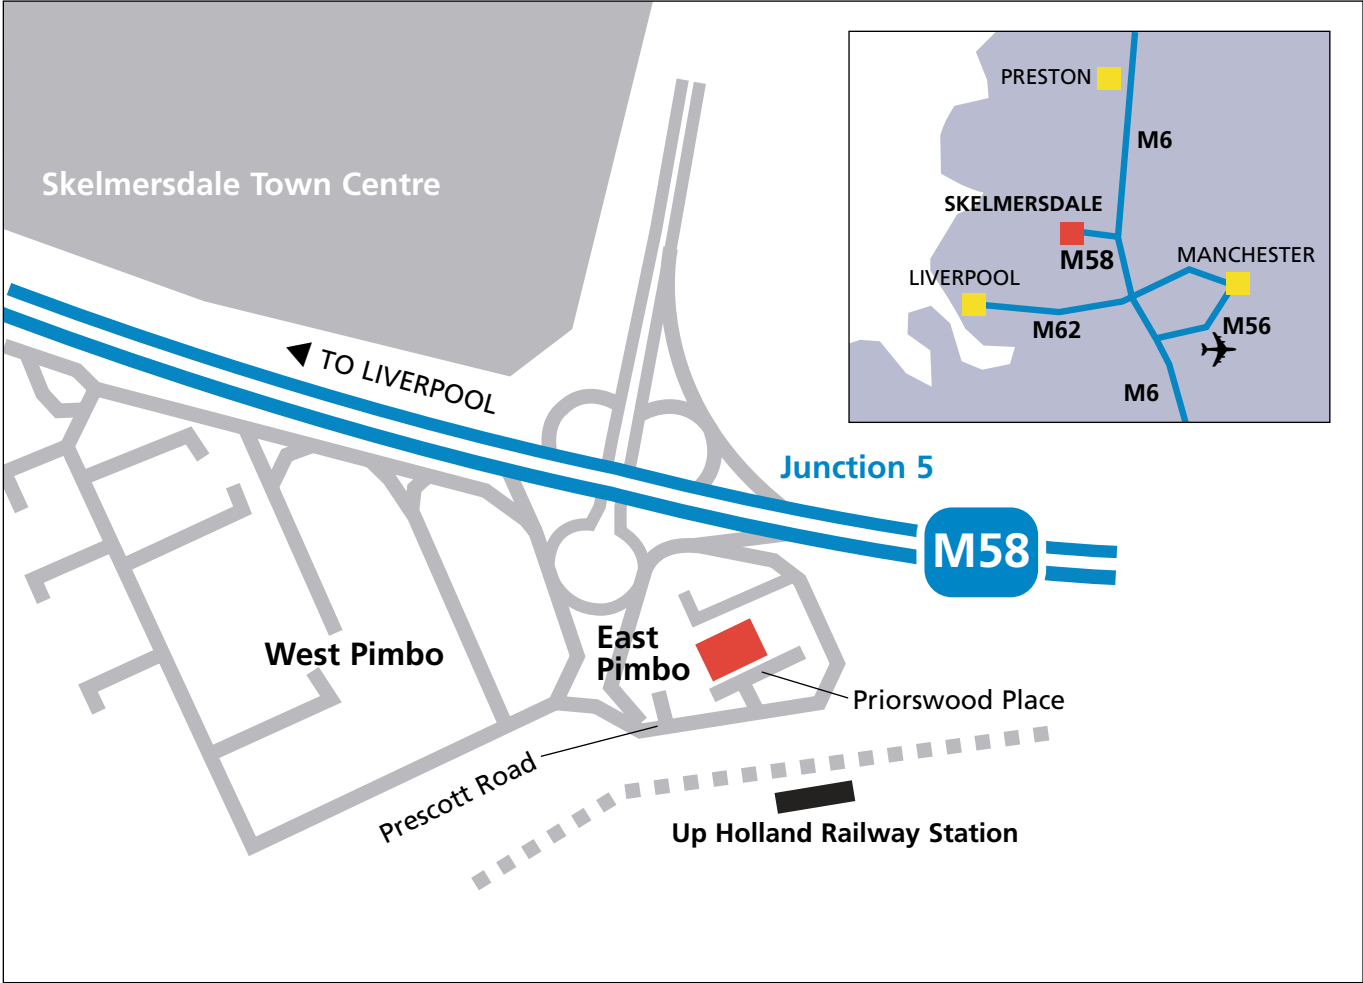 Skelmersdale Town Centre
TO LIVERPOOL
Junction 5
M58
West Pimbo
East
Pimbo
Priorswood Place
Prescott Road
Up Holland Railway Station
PRESTON
M6
SKELMERSDALE
M58
MANCHESTER
LIVERPOOL
M62
M56
M6